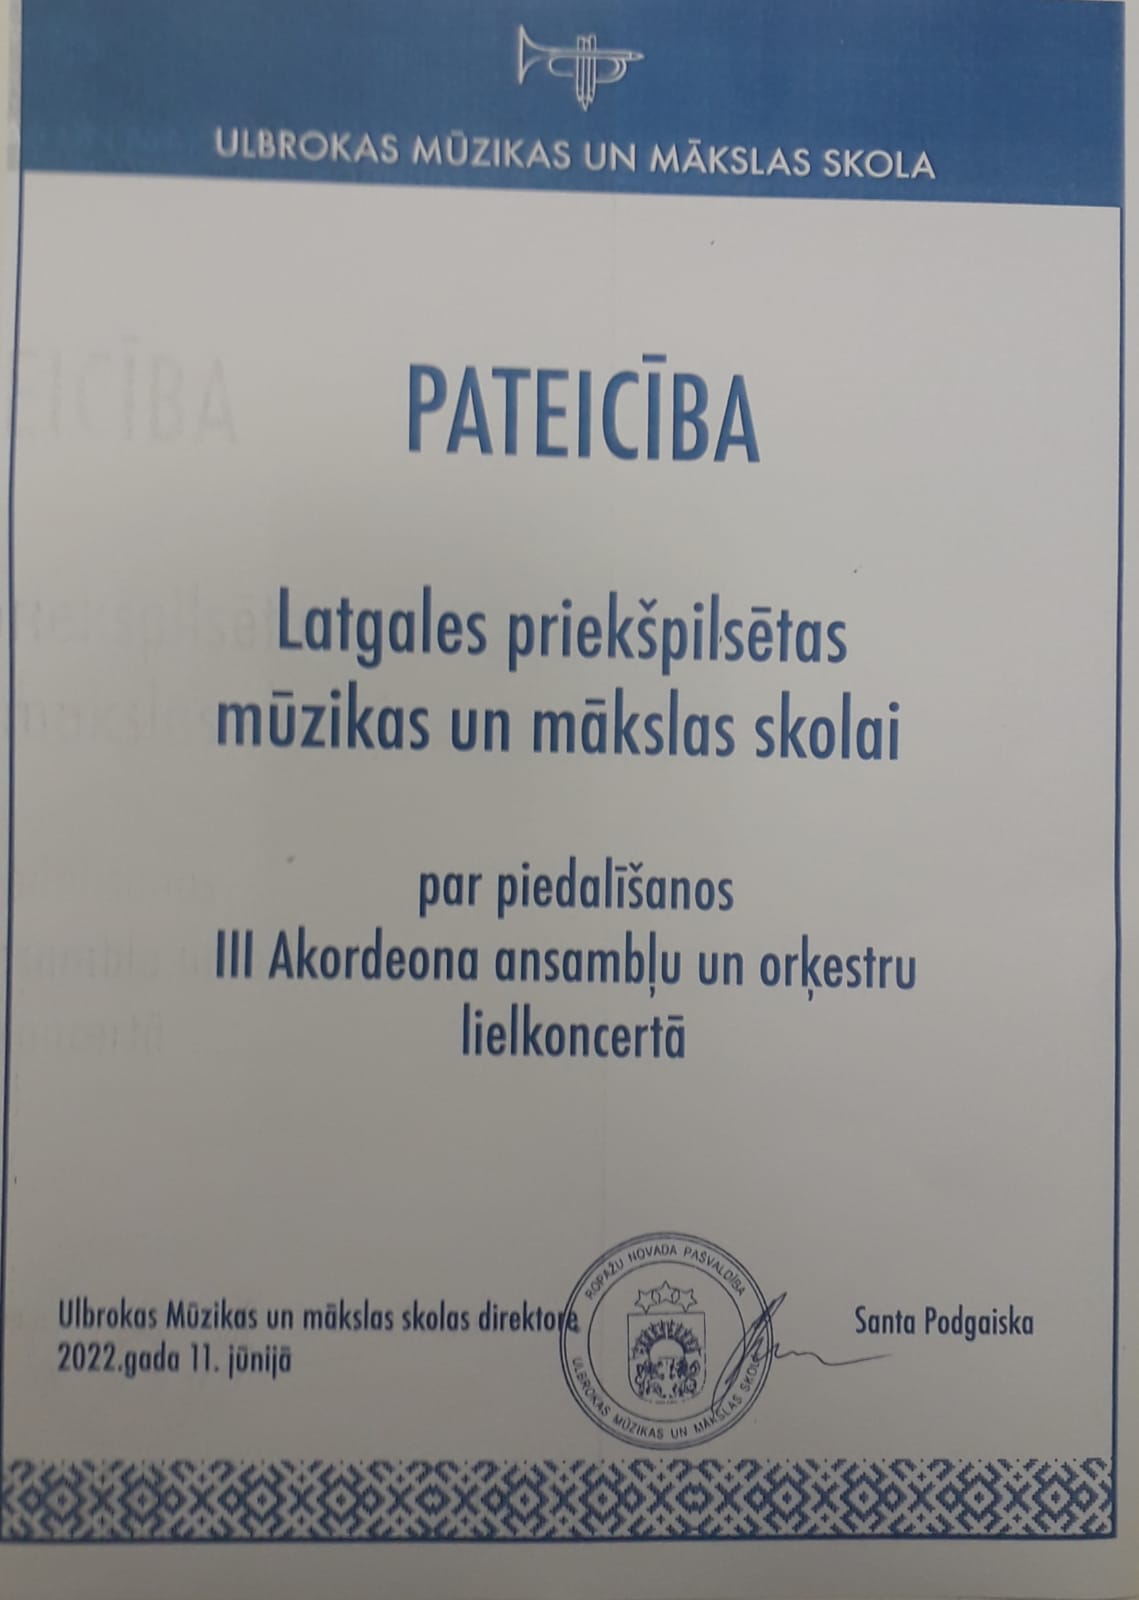 ULBROKAS MŪZIKAS UN MĀKSLAS SKOLA
PATEICĪBA
Latgales priekšpilsētas
mūzikas un mākslas skolai
par piedalīšanos
III Akordeona ansambļu un orķestru
lielkoncertā
ROPAŽU NOVADA PAŠVALDĪBA
ULBROKAS MŪZIKAS UN MĀKSLAS SKOLA
Ulbrokas Mūzikas un mākslas skolas direktore
Santa Podgaiska
2022.gada 11. jūnijā